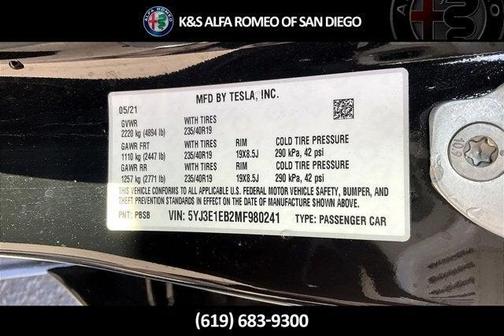 K&S ALFA ROMEO OF SAN DIEGO
MFD BY TESLA, INC.
05/21
GVWR WITH TIRES
2220 kg (4894 lb) 235/40R19
GAWR FRT WITH TIRES RIM COLD TIRE PRESSURE
1110 kg (2447 lb) 235/40R19 19X8.5J 290 kPa, 42 psi
GAWR RR WITH TIRES RIM COLD TIRE PRESSURE
1257 kg (2771 lb) 235/40R19 19X8.5J 290 kPa, 42 psi
THIS VEHICLE CONFORMS TO ALL APPLICABLE U.S. FEDERAL MOTOR VEHICLE SAFETY, BUMPER,
AND THEFT PREVENTION STANDARDS IN EFFECT ON THE DATE OF MANUFACTURE SHOWN ABOVE.
PNT: PBSB VIN: 5YJ3E1EB2MF980241 TYPE: PASSENGER CAR
(619) 683-9300